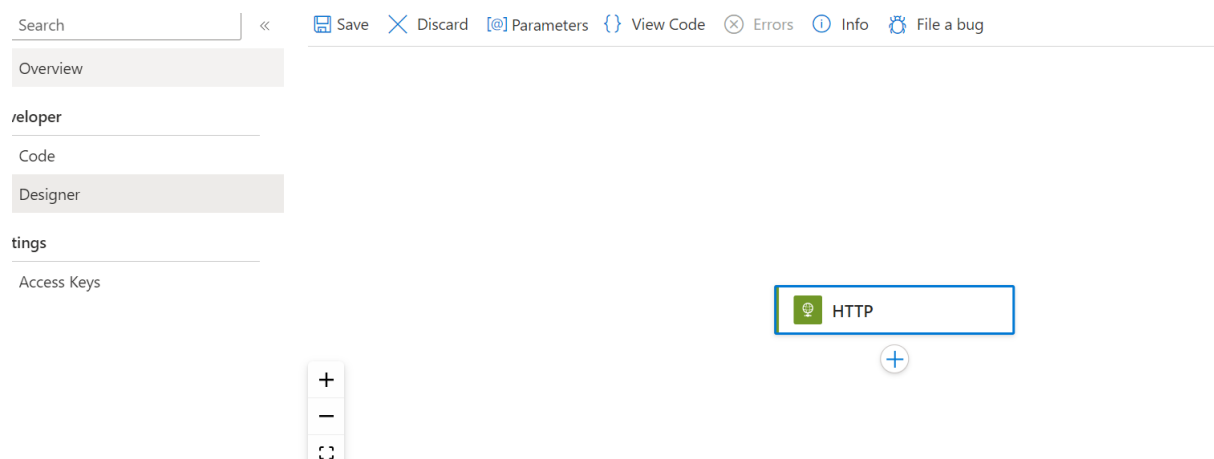 Search
Save Discard [@] Parameters {} View Code Errors Info File a bug
Overview
veloper
Code
Designer
tings
Access Keys
HTTP